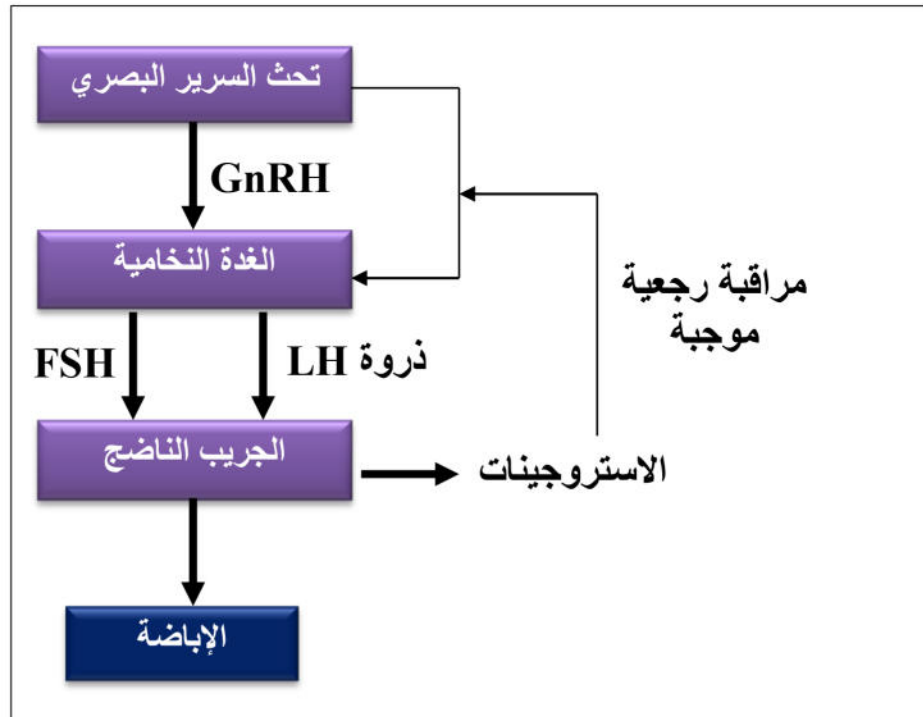 تحث السرير البصري
GnRH
الغدة النخامية
مراقبة رجعية
موجبة
ذروة LH
FSH
الجريب الناضج
الاستروجينات
الإباضة